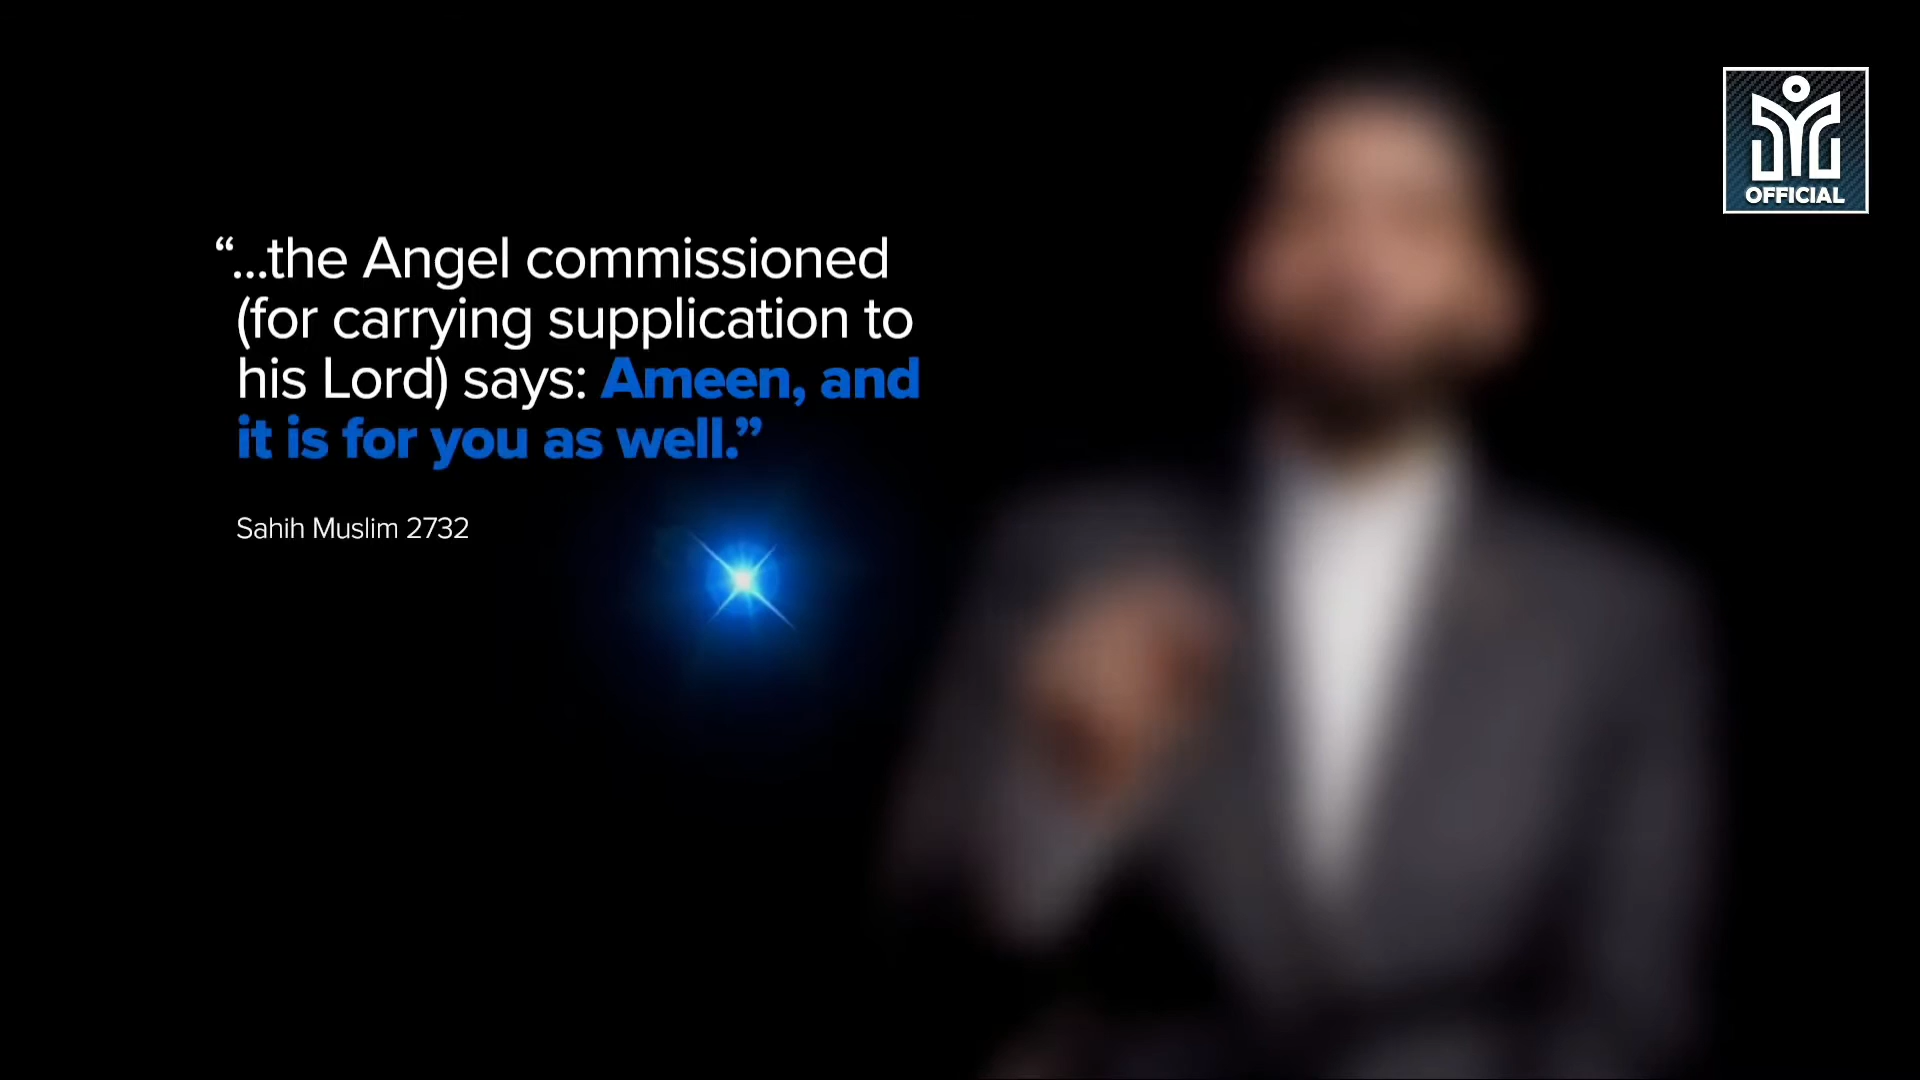 “...the Angel commissioned
(for carrying supplication to
his Lord) says: Ameen, and
it is for you as well.”
Sahih Muslim 2732
OFFICIAL